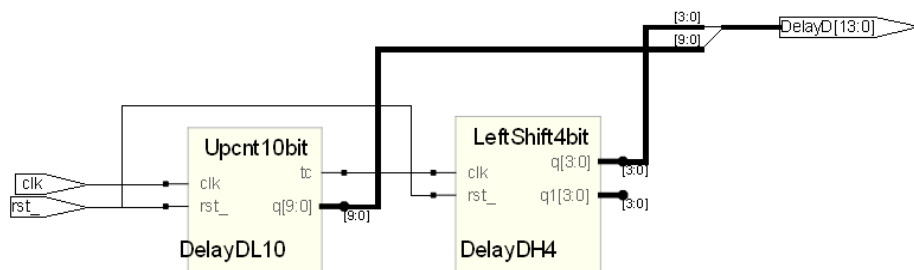 [3:0]
DelayD[13:0]
[9:0]
Upcnt10bit
LeftShift4bit
tc
clk
q[3:0]
[3:0]
clk
clk
rst_
q1[3:0]
[3:0]
rst_
rst_
q[9:0]
[9:0]
DelayDL10
DelayDH4